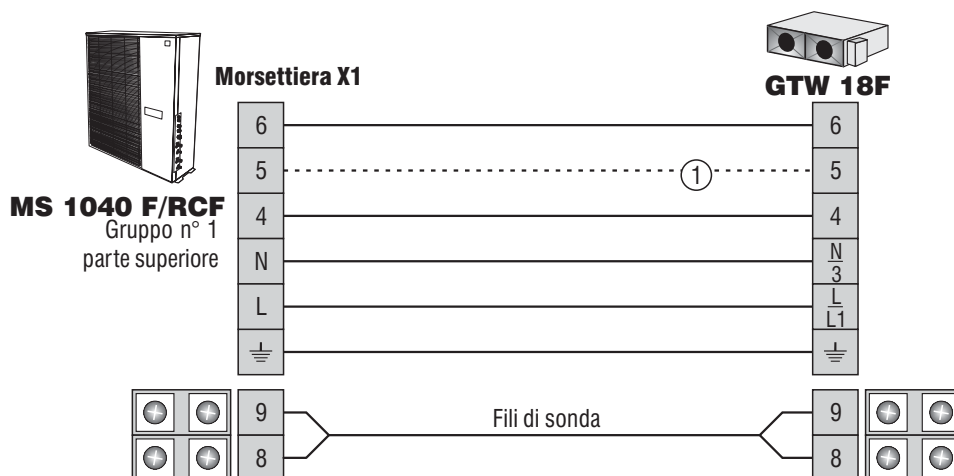 Morsettiera X1
GTW 18F
MS 1040 F/RCF
Gruppo n° 1
parte superiore
6 6
5 1 5
4 4
N N/3
L L/L1
9 Fili di sonda 9
8 8